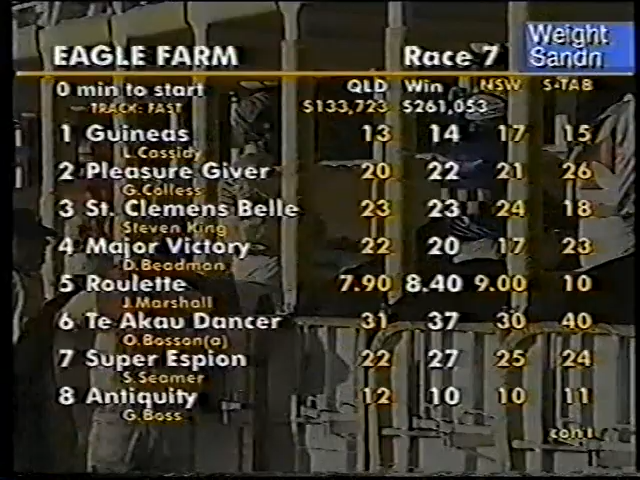 EAGLE FARM Race 7 Weight Sandn
0 min to start QLD Win NSW S-TAB
TRACK: FAST $133,723 $261,053
1 Guineas 13 14 17 15
L.Cassidy
2 Pleasure Giver 20 22 21 26
G.Colless
3 St. Clemens Belle 23 23 24 18
Steven King
4 Major Victory 22 20 17 23
D.Beadman
5 Roulette 7.90 8.40 9.00 10
J.Marshall
6 Te Akau Dancer 31 37 30 40
O.Bosson(a)
7 Super Espion 22 27 25 24
S.Seamer
8 Antiquity 12 10 10 11
G.Boss
con't